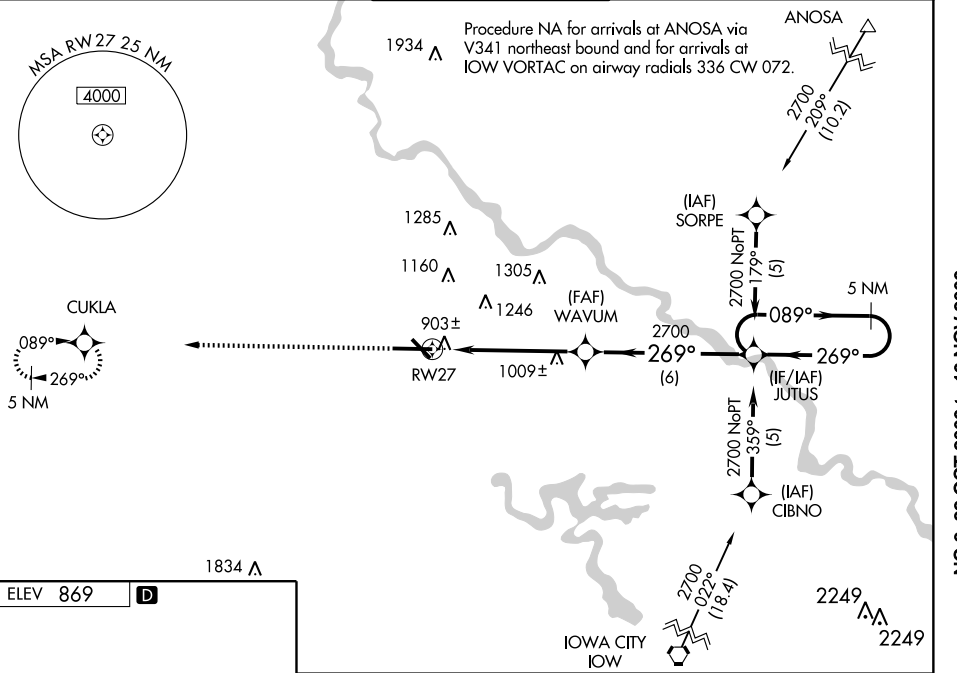 MSA RW27 25 NM
4000
1934
Procedure NA for arrivals at ANOSA via
V341 northeast bound and for arrivals at
IOW VORTAC on airway radials 336 CW 072.
ANOSA
2700
209°
(10.2)
(IAF)
SORPE
2700 NoPT
179°
(5)
1285
1160
1305
1246
(FAF)
WAVUM
903±
RW27
1009±
2700
269°
(6)
089°
5 NM
269°
(IF/IAF)
JUTUS
CUKLA
089°
269°
5 NM
2700 NoPT
359°
(5)
(IAF)
CIBNO
2700
022°
(18.4)
IOWA CITY
IOW
1834
2249
2249
ELEV 869
D